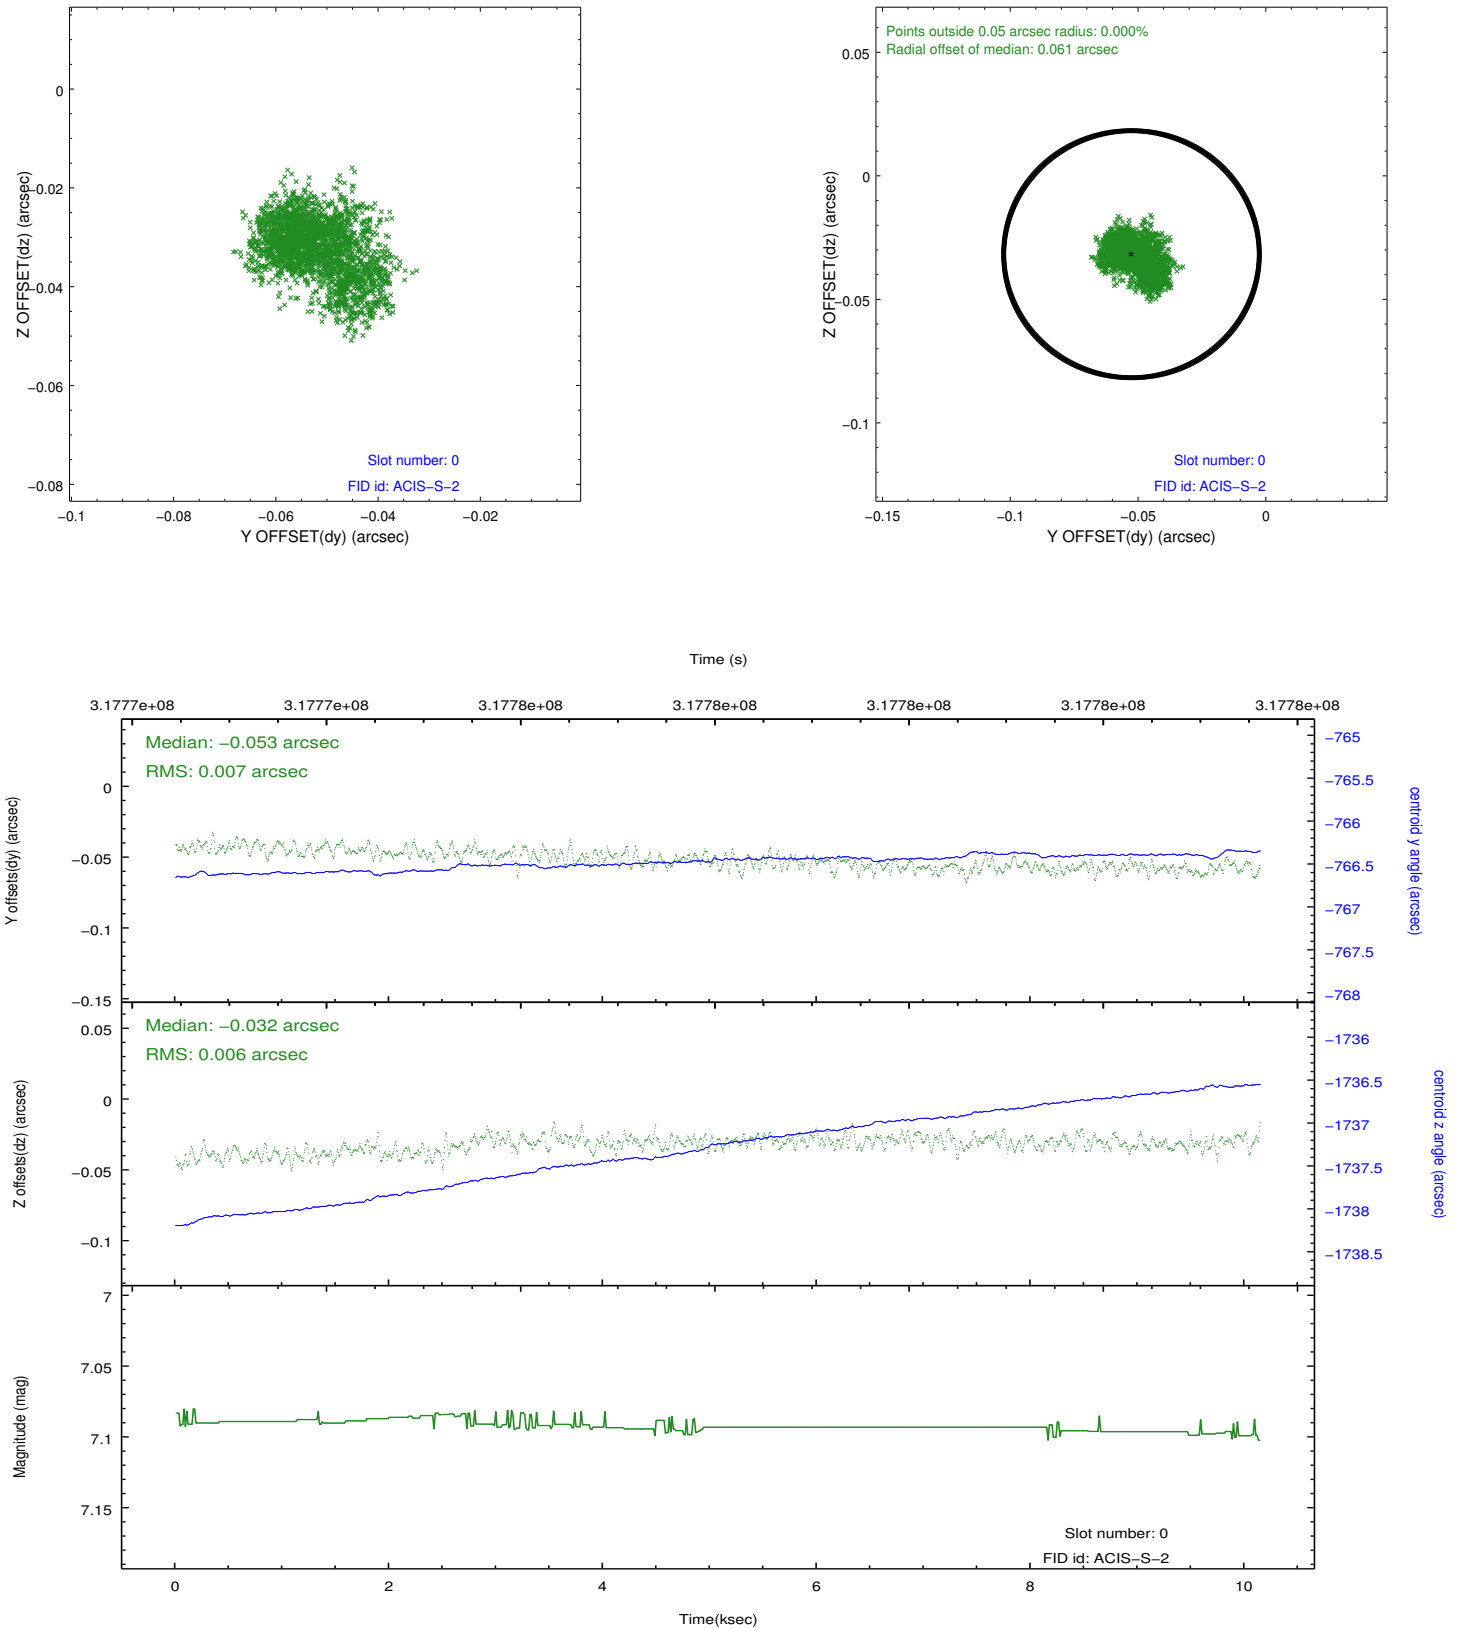 0
−0.02
−0.04
−0.06
−0.08
Z OFFSET(dz) (arcsec)
Slot number: 0
FID id: ACIS−S−2
−0.1
−0.08
−0.06
−0.04
−0.02
Y OFFSET(dy) (arcsec)
Points outside 0.05 arcsec radius: 0.000%
Radial offset of median: 0.061 arcsec
0.05
0
−0.05
−0.1
Z OFFSET(dz) (arcsec)
Slot number: 0
FID id: ACIS−S−2
−0.15
−0.1
−0.05
0
Y OFFSET(dy) (arcsec)
Time (s)
3.1777e+08
3.1777e+08
3.1778e+08
3.1778e+08
3.1778e+08
3.1778e+08
3.1778e+08
Median: −0.053 arcsec
RMS: 0.007 arcsec
0
−0.05
−0.1
−0.15
Y offsets(dy) (arcsec)
−765
−765.5
−766
−766.5
−767
−767.5
−768
centroid y angle (arcsec)
Median: −0.032 arcsec
RMS: 0.006 arcsec
0.05
0
−0.05
−0.1
Z offsets(dz) (arcsec)
−1736
−1736.5
−1737
−1737.5
−1738
−1738.5
centroid z angle (arcsec)
7
7.05
7.1
7.15
Magnitude (mag)
Slot number: 0
FID id: ACIS−S−2
0
2
4
6
8
10
Time(ksec)